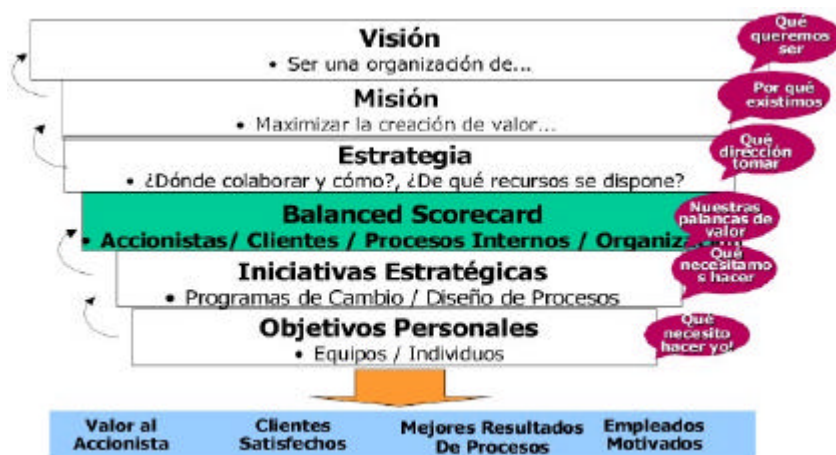 Visión
• Ser una organización de...
Qué
queremos
ser
Misión
• Maximizar la creación de valor...
Por qué
existimos
Estrategia
• ¿Dónde colaborar y cómo?, ¿De qué recursos se dispone?
Qué
dirección
tomar
Balanced Scorecard
• Accionistas/ Clientes / Procesos Internos /
Nuestras
palancas de
valor
Iniciativas Estratégicas
• Programas de Cambio / Diseño de Procesos
Qué
necesitamo
s hacer
Objetivos Personales
• Equipos / Individuos
Qué
necesito
hacer yo!
Valor al
Accionista
Clientes
Satisfechos
Mejores Resultados
De Procesos
Empleados
Motivados